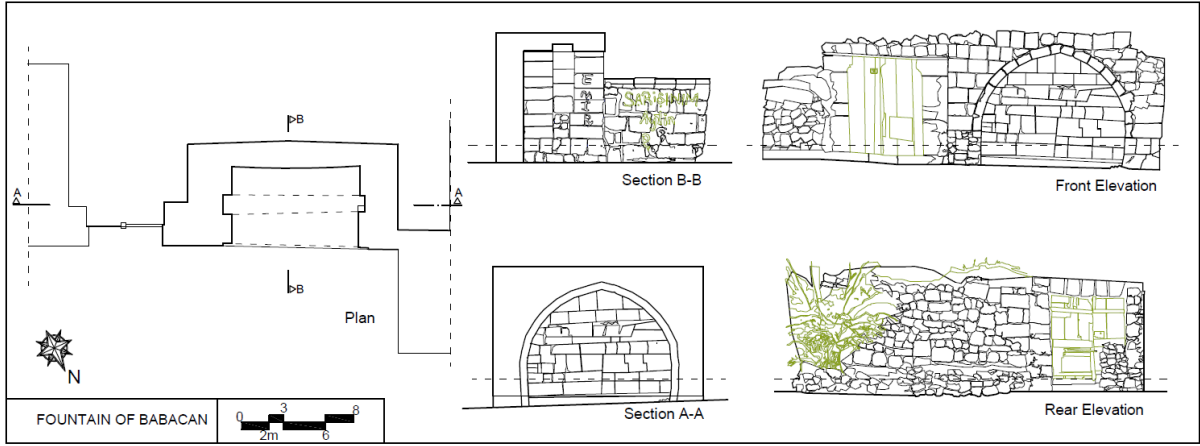 B
A
A
B
Plan
N
FOUNTAIN OF BABACAN
0 3 8
2m 6
Section B-B
Section A-A
Front Elevation
Rear Elevation